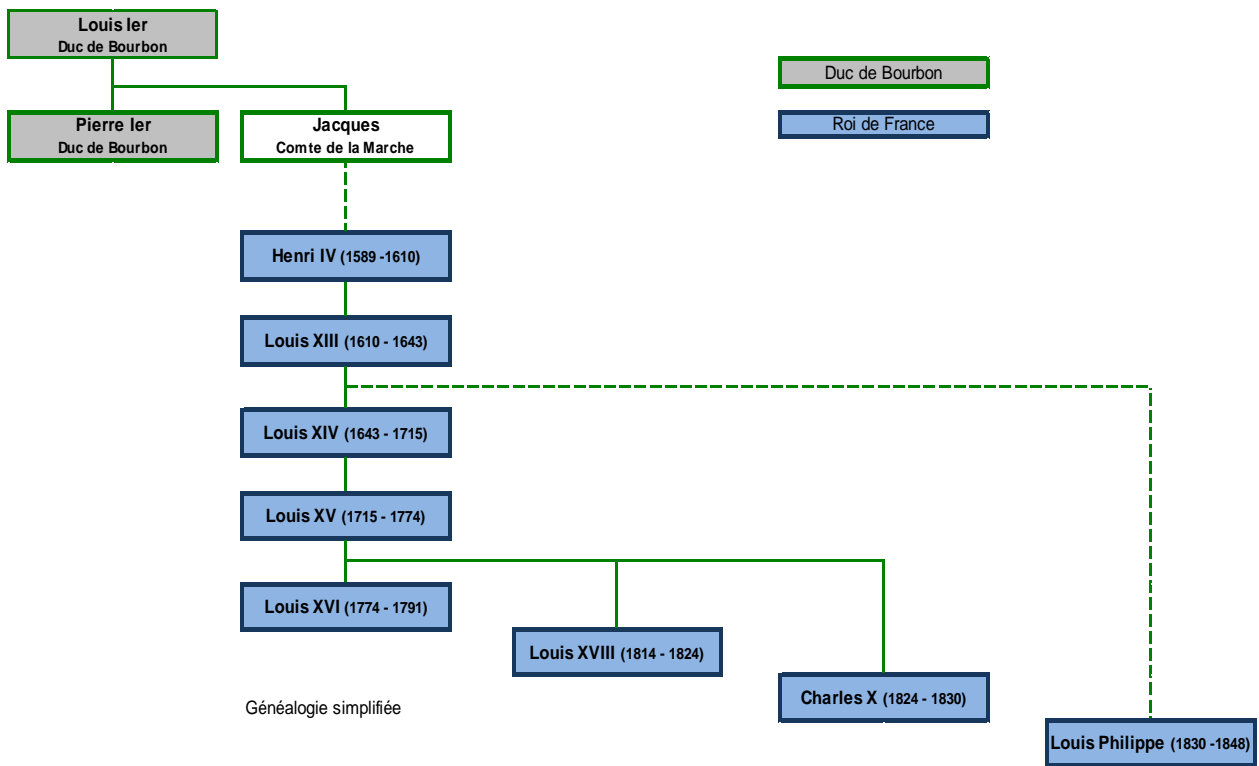 Louis Ier
Duc de Bourbon
Duc de Bourbon
Pierre Ier
Duc de Bourbon
Jacques
Comte de la Marche
Roi de France
Henri IV (1589 -1610)
Louis XIII (1610 - 1643)
Louis XIV (1643 - 1715)
Louis XV (1715 - 1774)
Louis XVI (1774 - 1791)
Louis XVIII (1814 - 1824)
Charles X (1824 - 1830)
Généalogie simplifiée
Louis Philippe (1830 -1848)